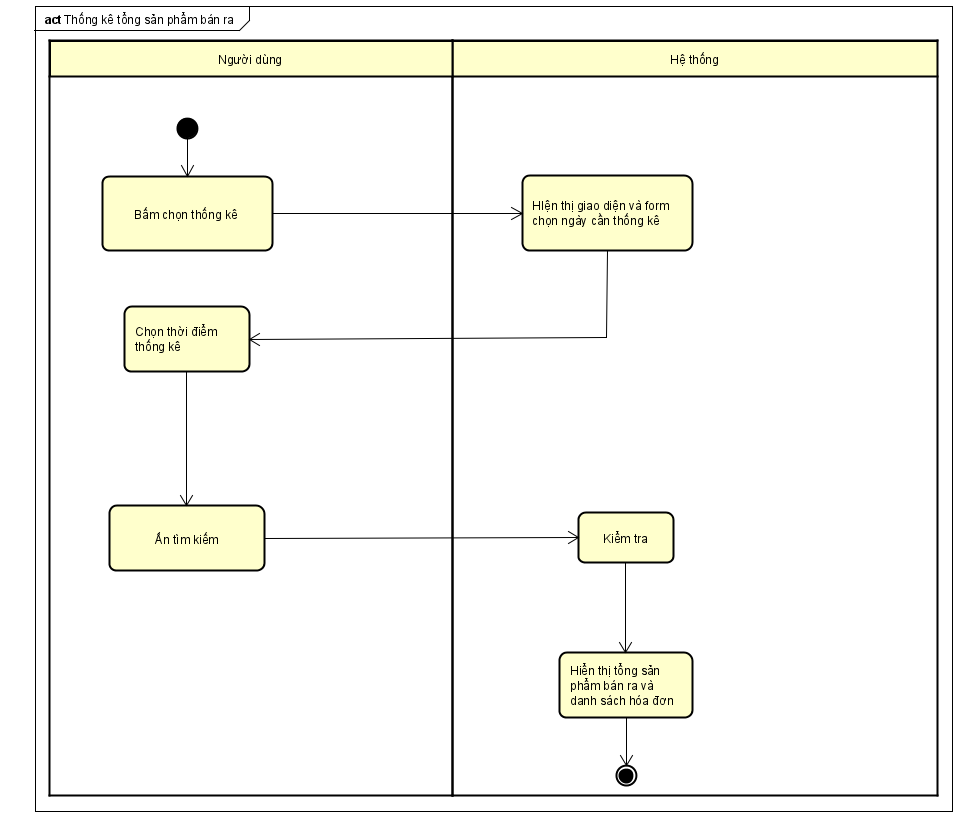 act Thống kê tổng sản phẩm bán ra
Người dùng
Hệ thống
Bấm chọn thống kê
HIện thị giao diện và form
chọn ngày cần thống kê
Chọn thời điểm
thống kê
Ấn tìm kiếm
Kiểm tra
Hiển thị tổng sản
phẩm bán ra và
danh sách hóa đơn